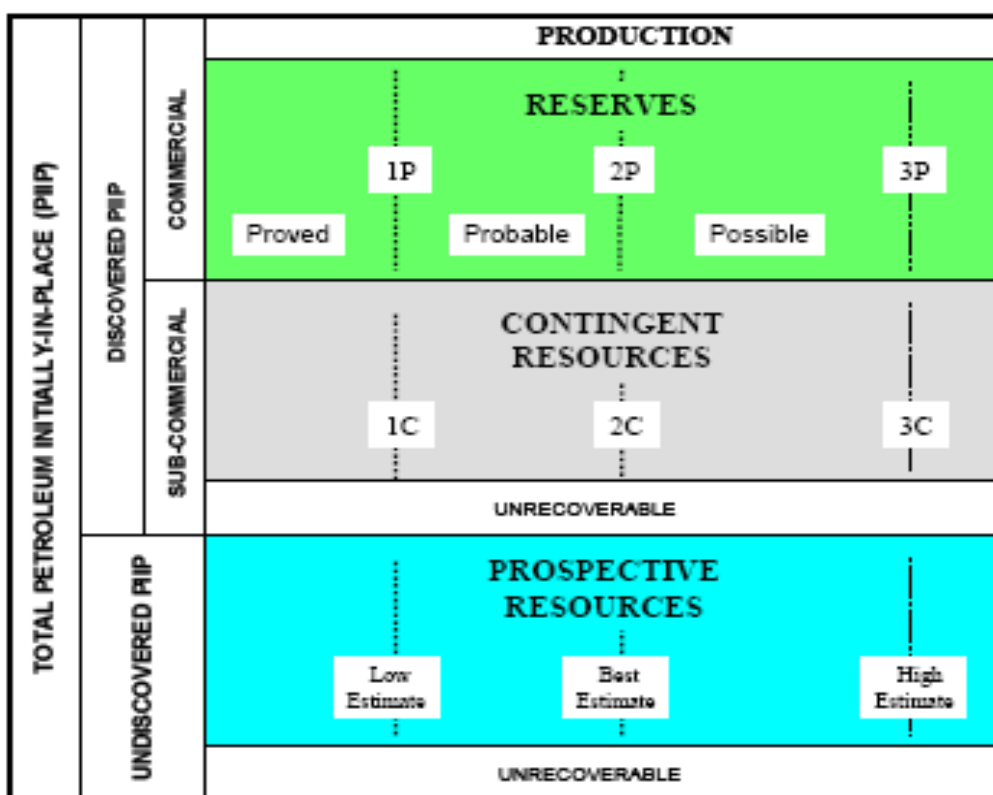 TOTAL PETROLEUM INITIALLY-IN-PLACE (PIIP)
DISCOVERED PIIP
COMMERCIAL
PRODUCTION
RESERVES
1P
2P
3P
Proved
Probable
Possible
SUB-COMMERCIAL
CONTINGENT
RESOURCES
1C
2C
3C
UNRECOVERABLE
UNDISCOVERED PIIP
PROSPECTIVE
RESOURCES
Low
Estimate
Best
Estimate
High
Estimate
UNRECOVERABLE